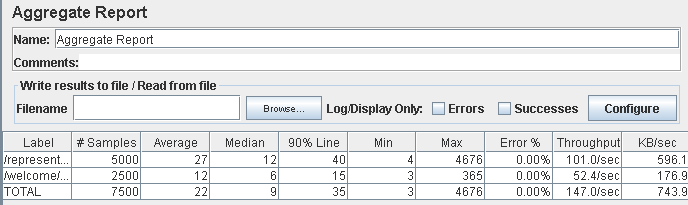 Aggregate Report
Name: Aggregate Report
Comments:
Write results to file / Read from file
Filename Browse... Log/Display Only: Errors Successes Configure
Label # Samples Average Median 90% Line Min Max Error % Throughput KB/sec
/represent... 5000 27 12 40 4 4676 0.00% 101.0/sec 596.1
/welcome/... 2500 12 6 15 3 365 0.00% 52.4/sec 176.9
TOTAL 7500 22 9 35 3 4676 0.00% 147.0/sec 743.9